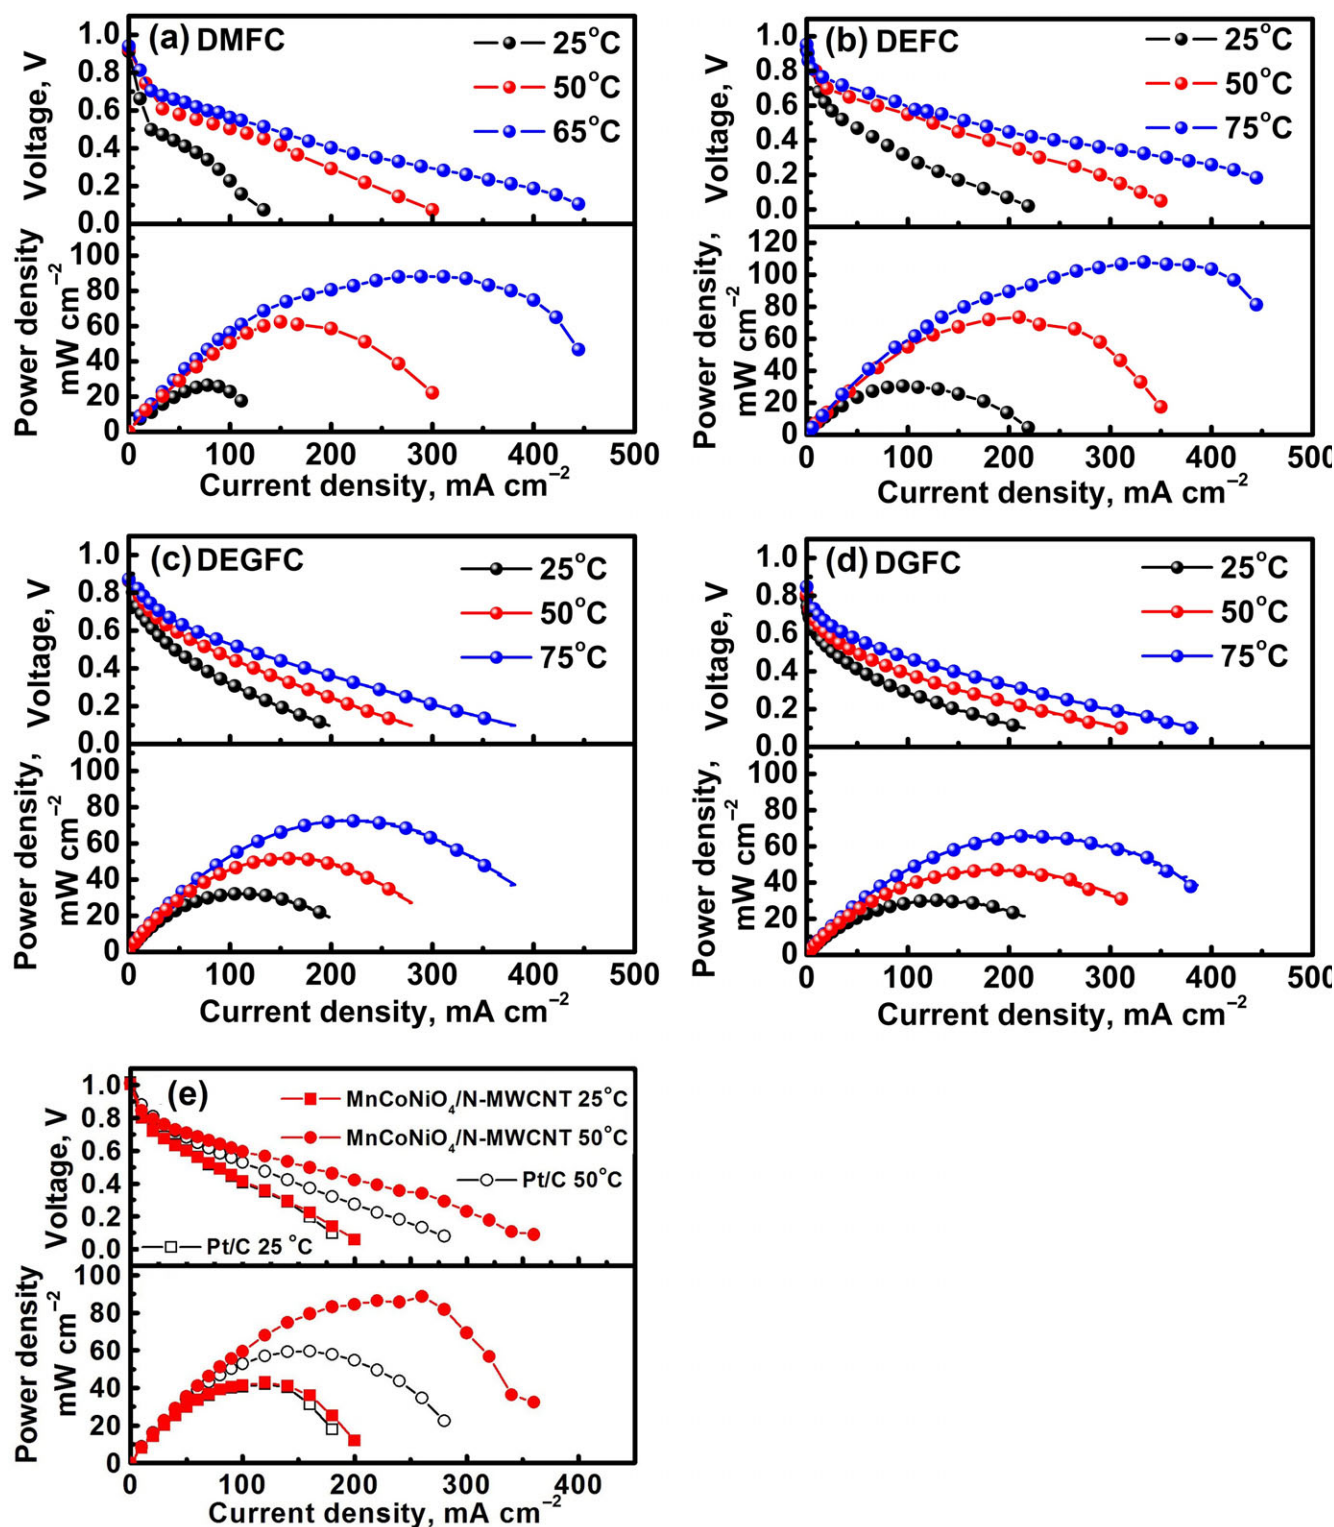 (a) DMFC
25°C
50°C
65°C
Voltage, V
1.0
0.8
0.6
0.4
0.2
0.0
Power density
mW cm⁻²
100
80
60
40
20
0
0 100 200 300 400 500
Current density, mA cm⁻²
(b) DEFC
25°C
50°C
75°C
Voltage, V
1.0
0.8
0.6
0.4
0.2
0.0
Power density,
mW cm⁻²
120
100
80
60
40
20
0
0 100 200 300 400 500
Current density, mA cm⁻²
(c) DEGFC
25°C
50°C
75°C
Voltage, V
1.0
0.8
0.6
0.4
0.2
0.0
Power density,
mW cm⁻²
100
80
60
40
20
0
0 100 200 300 400 500
Current density, mA cm⁻²
(d) DGFC
25°C
50°C
75°C
Voltage, V
1.0
0.8
0.6
0.4
0.2
0.0
Power density,
mW cm⁻²
100
80
60
40
20
0
0 100 200 300 400 500
Current density, mA cm⁻²
(e)
MnCoNiO₄/N-MWCNT 25°C
MnCoNiO₄/N-MWCNT 50°C
Pt/C 50°C
Pt/C 25 °C
Voltage, V
1.0
0.8
0.6
0.4
0.2
0.0
Power density
mW cm⁻²
100
80
60
40
20
0
0 100 200 300 400
Current density, mA cm⁻²